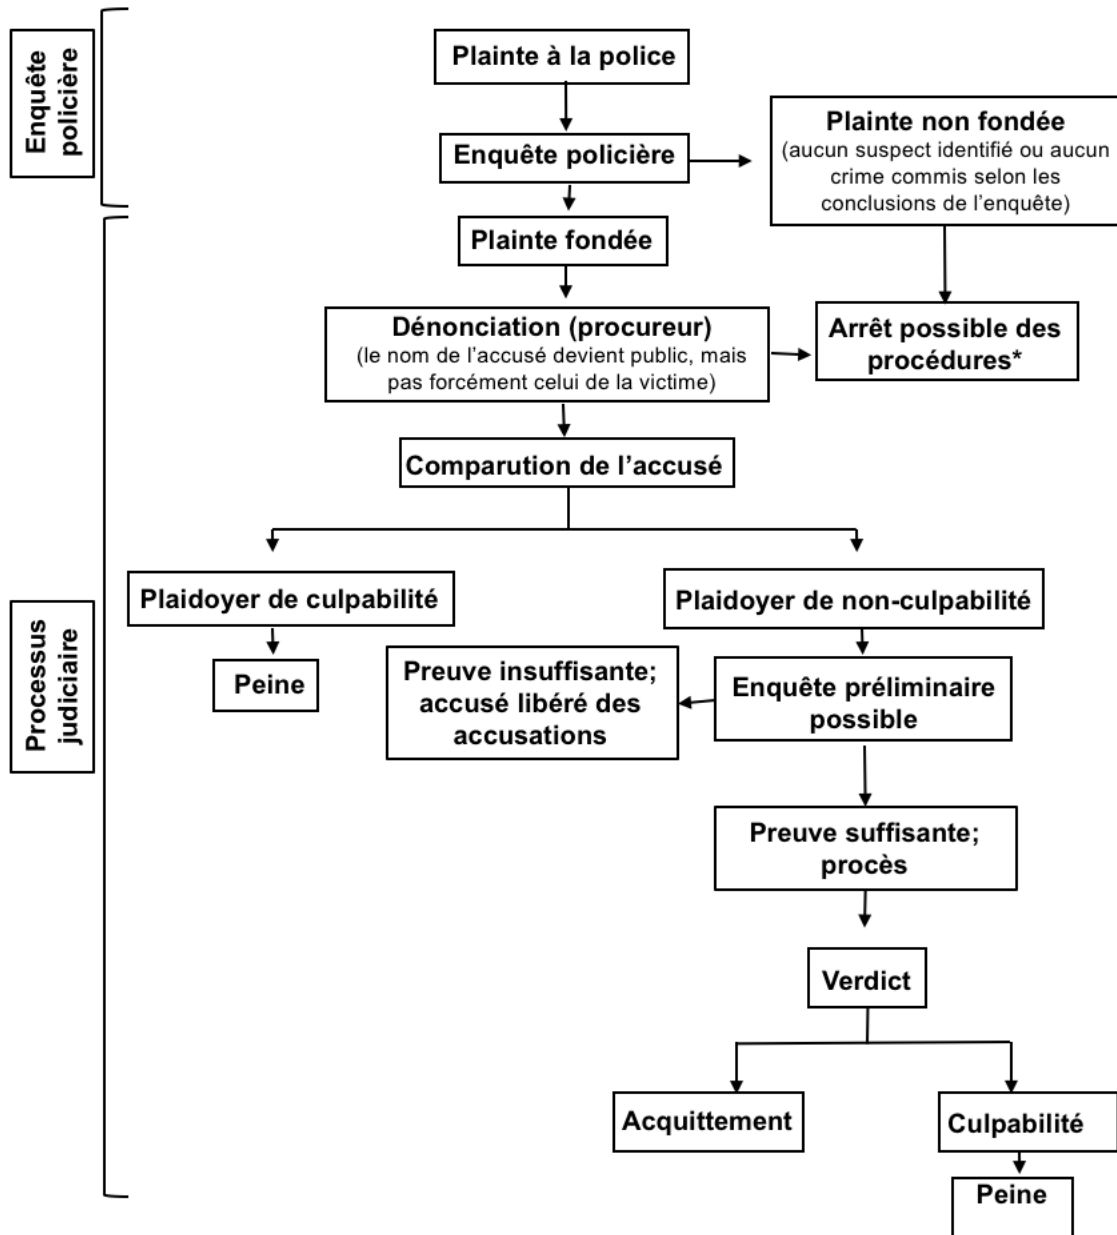 Enquête
policière
Plainte à la police
Enquête policière
Plainte non fondée
(aucun suspect identifié ou aucun
crime commis selon les
conclusions de l’enquête)
Plainte fondée
Dénonciation (procureur)
(le nom de l’accusé devient public, mais
pas forcément celui de la victime)
Arrêt possible des
procédures*
Comparution de l’accusé
Processus
judiciaire
Plaidoyer de culpabilité
Plaidoyer de non-culpabilité
Peine
Preuve insuffisante;
accusé libéré des
accusations
Enquête préliminaire
possible
Preuve suffisante;
procès
Verdict
Acquittement
Culpabilité
Peine